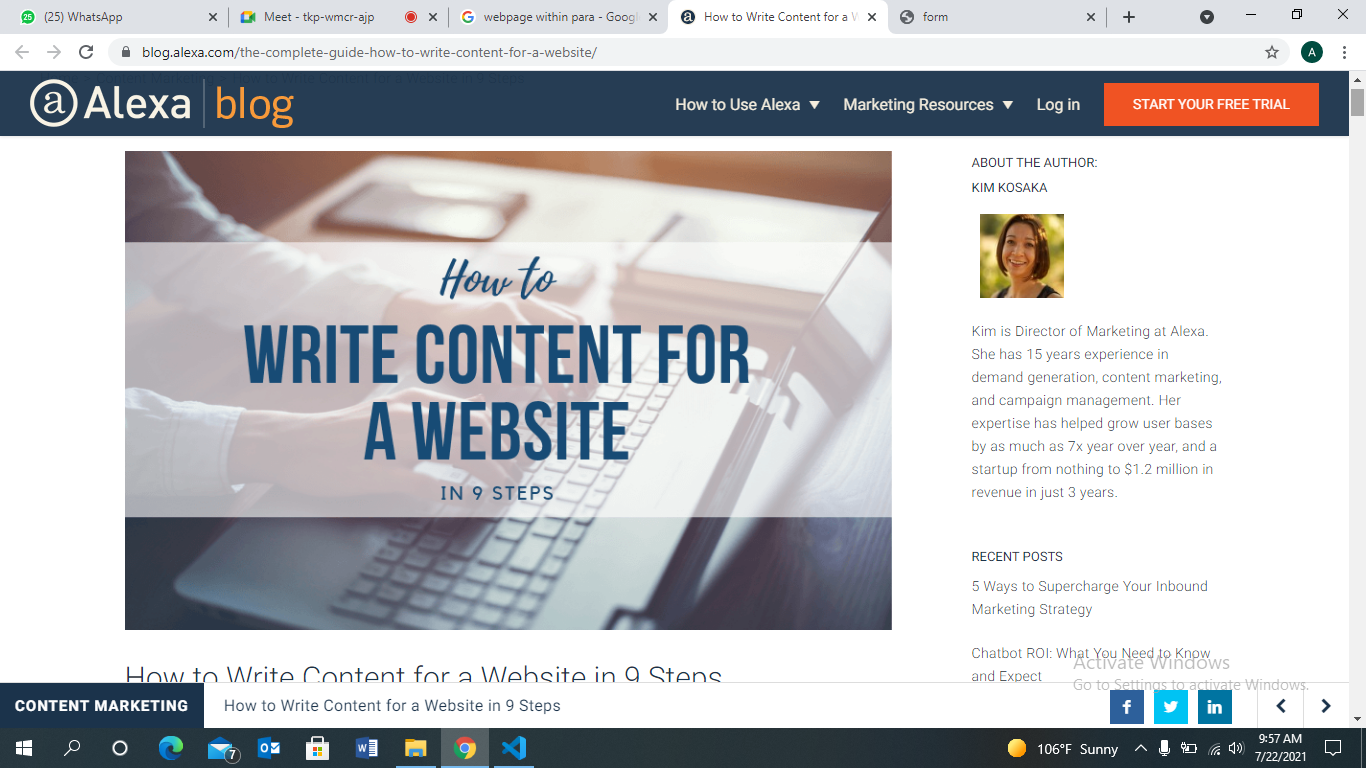 (25) WhatsApp
Meet - tkp-wmcr-ajp
webpage within para - Googl
How to Write Content for a W
form
blog.alexa.com/the-complete-guide-how-to-write-content-for-a-website/
A
a Alexa blog
How to Use Alexa
Marketing Resources
Log in
START YOUR FREE TRIAL
How to
WRITE CONTENT FOR
A WEBSITE
IN 9 STEPS
ABOUT THE AUTHOR:
KIM KOSAKA
Kim is Director of Marketing at Alexa.
She has 15 years experience in
demand generation, content marketing,
and campaign management. Her
expertise has helped grow user bases
by as much as 7x year over year, and a
startup from nothing to $1.2 million in
revenue in just 3 years.
RECENT POSTS
5 Ways to Supercharge Your Inbound
Marketing Strategy
Chatbot ROI: What You Need to Know
and Expect
How to Write Content for a Website in 9 Steps
Activate Windows
Go to Settings to activate Windows.
CONTENT MARKETING
How to Write Content for a Website in 9 Steps
7
106°F Sunny
9:57 AM
7/22/2021